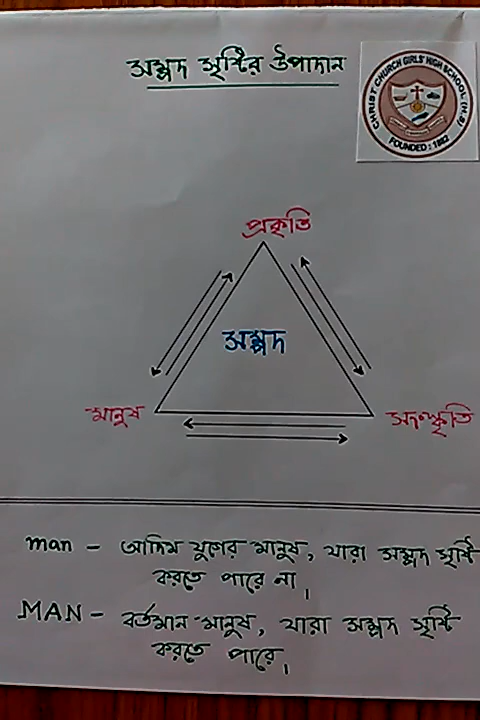 সম্পদ সৃষ্টির উপাদান
CHRIST CHURCH GIRLS' HIGH SCHOOL (H.S)
FOUNDED : 1882
প্রকৃতি
সম্পদ
মানুষ
সংস্কৃতি
man - আদিম যুগের মানুষ, যারা সম্পদ সৃষ্টি
করতে পারে না।
MAN - বর্তমান মানুষ, যারা সম্পদ সৃষ্টি
করতে পারে।